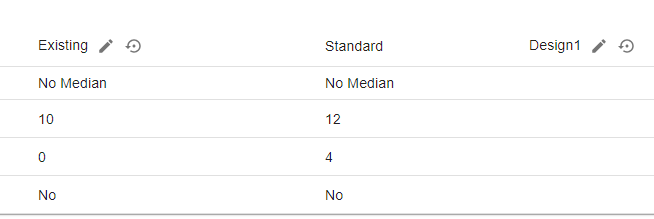 Existing Standard Design1
No Median No Median
10 12
0 4
No No